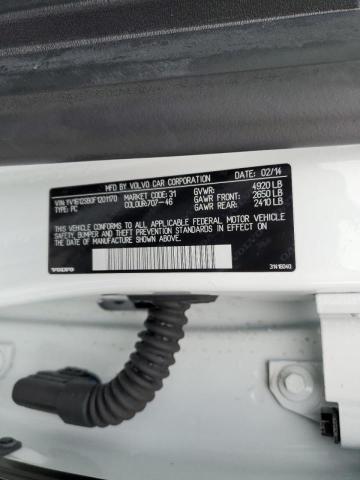 MFD BY VOLVO CAR CORPORATION 02/14
VIN: YV1612SB0F1201170 MARKET CODE: 31 GVWR: 4920 LB
TYPE: PC COLOUR: 707-46 GAWR FRONT: 2650 LB
GAWR REAR: 2410 LB
THIS VEHICLE CONFORMS TO ALL APPLICABLE FEDERAL MOTOR VEHICLE
SAFETY, BUMPER, AND THEFT PREVENTION STANDARDS IN EFFECT ON THE
DATE OF MANUFACTURE SHOWN ABOVE.
VOLVO 31416040